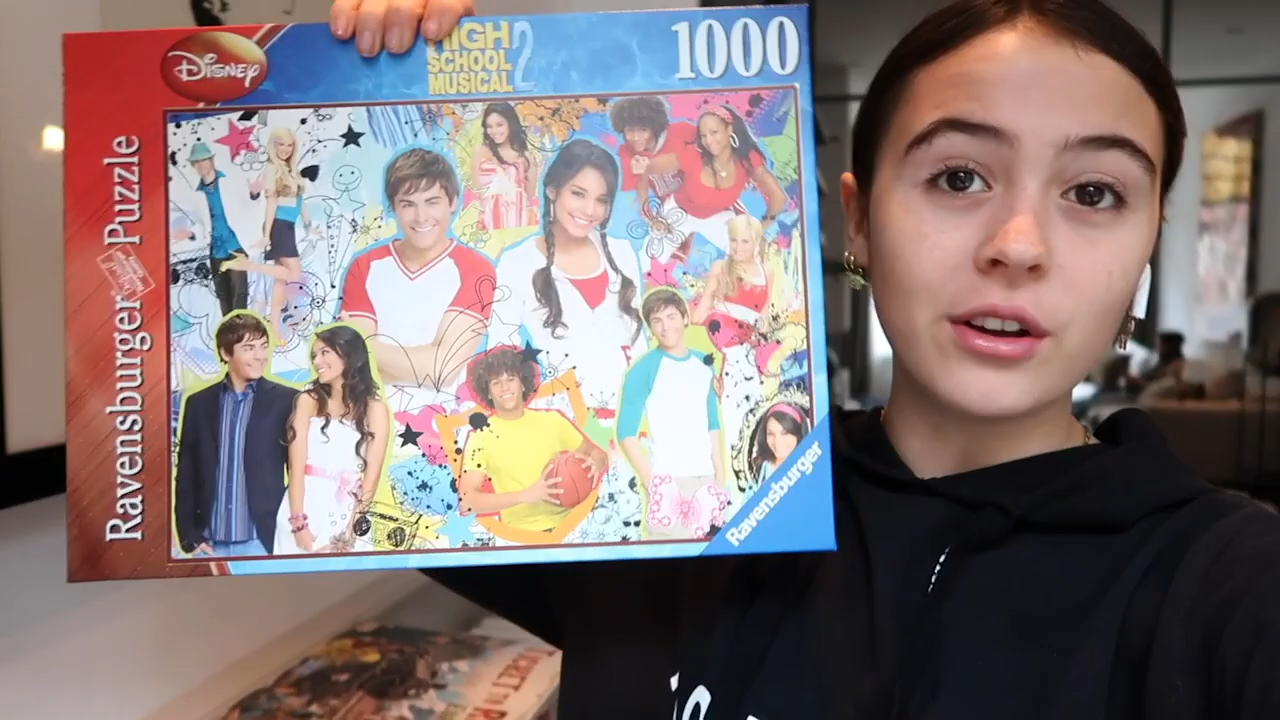 Disney
HIGH
SCHOOL
MUSICAL 2
1000
Ravensburger Puzzle
Ravensburger